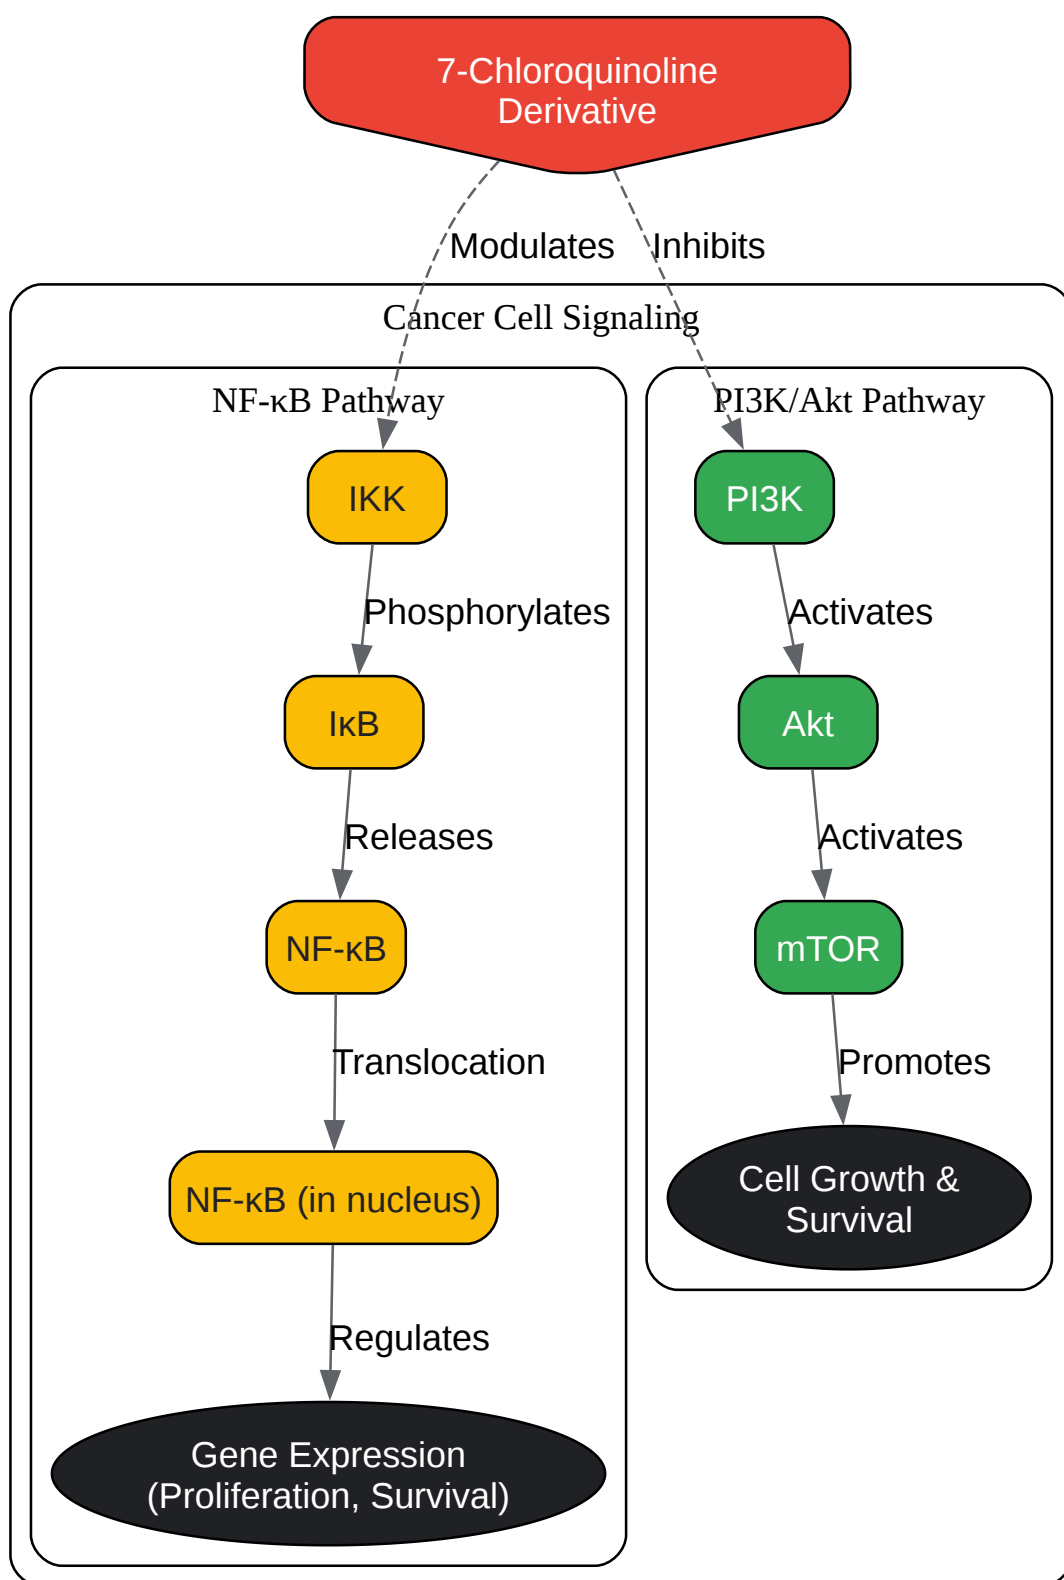 7-Chloroquinoline
Derivative
Modulates
Inhibits
Cancer Cell Signaling
NF-κB Pathway
IKK
Phosphorylates
IκB
Releases
NF-κB
Translocation
NF-κB (in nucleus)
Regulates
Gene Expression
(Proliferation, Survival)
PI3K/Akt Pathway
PI3K
Activates
Akt
Activates
mTOR
Promotes
Cell Growth &
Survival